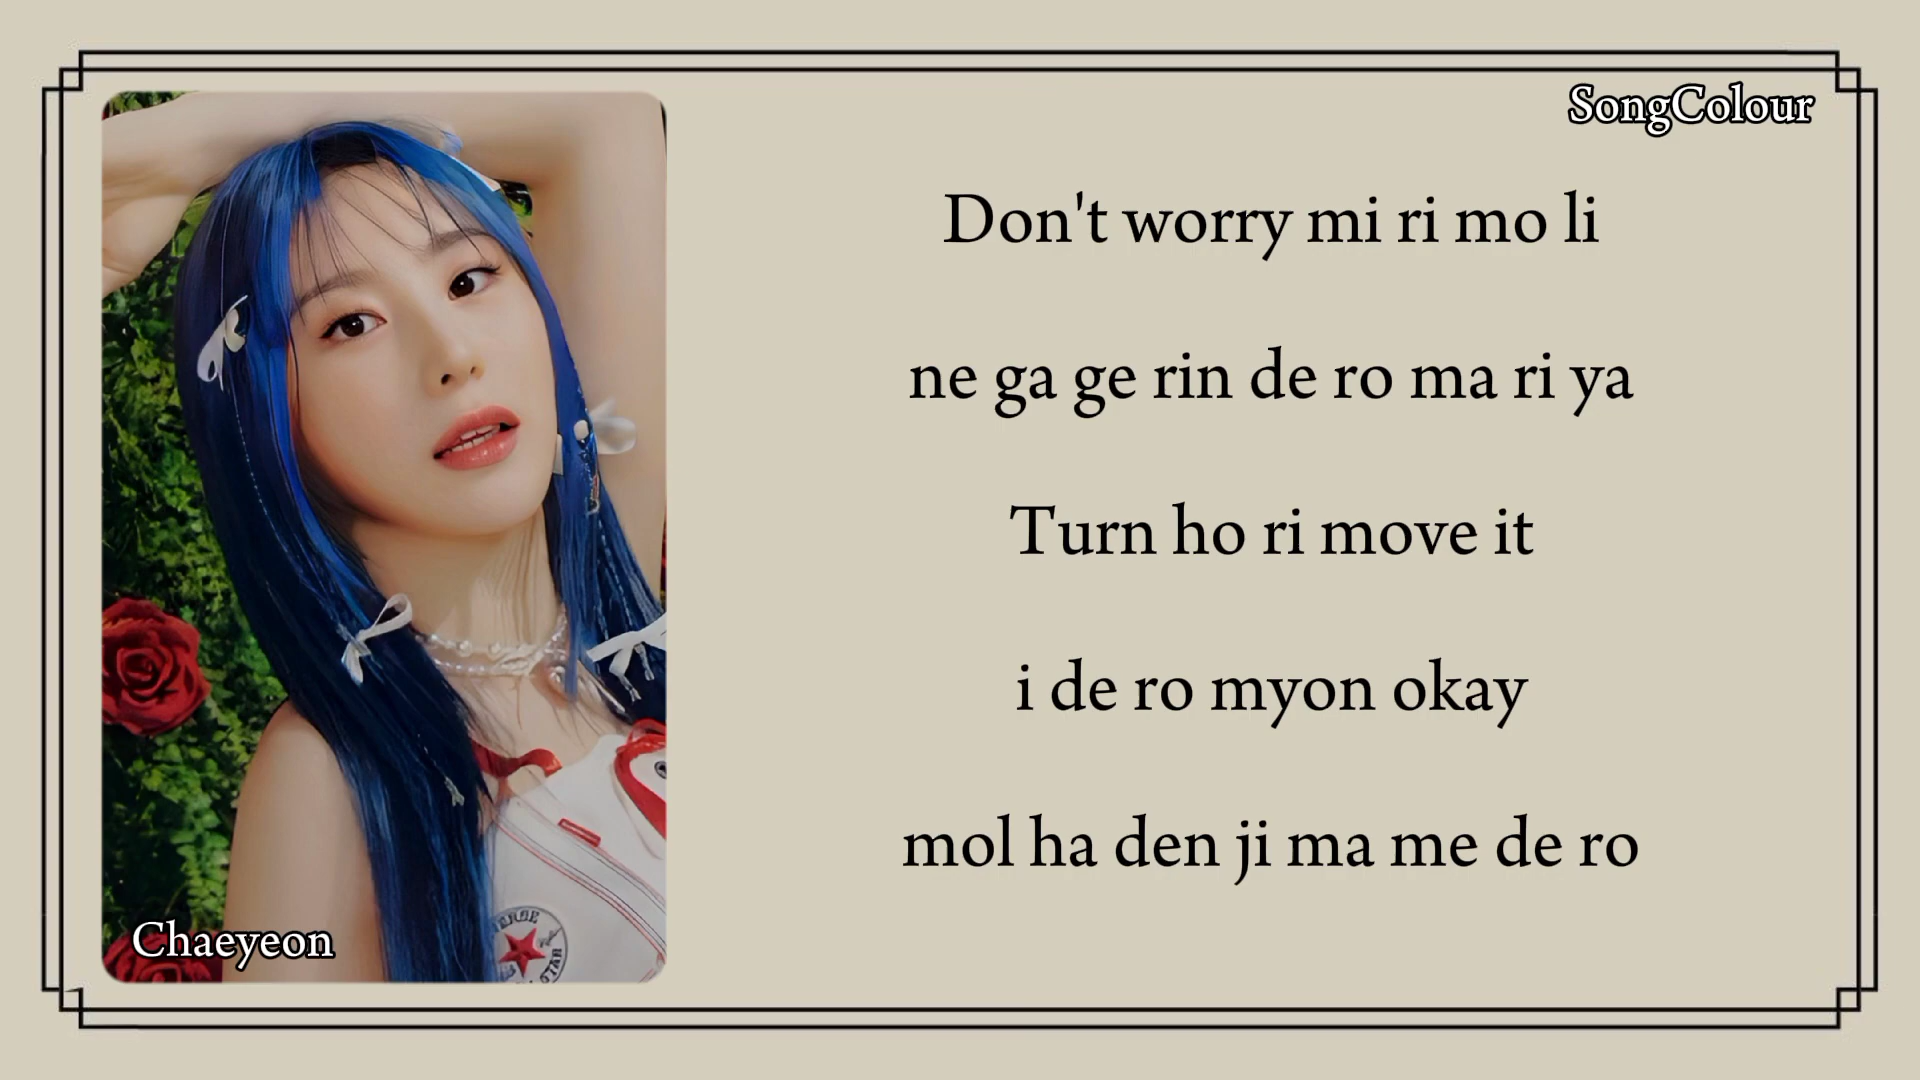 SongColour
Don't worry mi ri mo li
ne ga ge rin de ro ma ri ya
Turn ho ri move it
i de ro myon okay
mol ha den ji ma me de ro
Chaeyeon